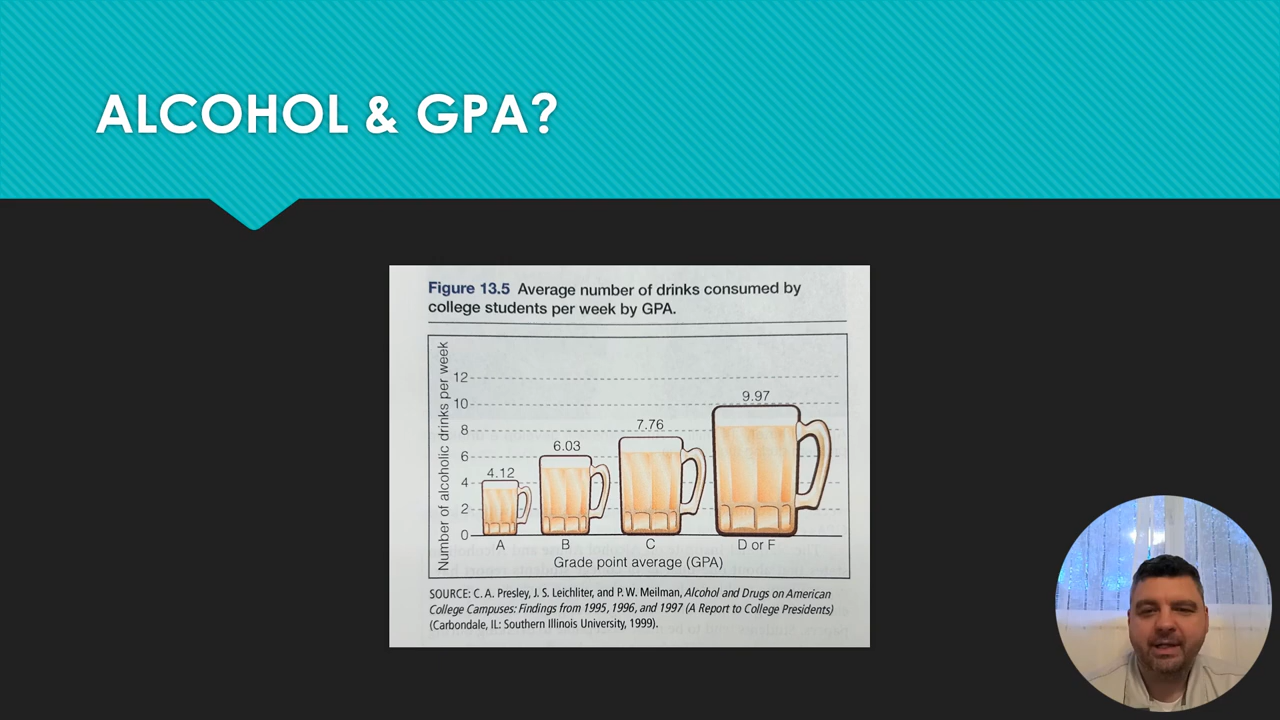 ALCOHOL & GPA?
Figure 13.5 Average number of drinks consumed by
college students per week by GPA.
Number of alcoholic drinks per week
12
10
8
6
4
2
0
4.12
6.03
7.76
9.97
A
B
C
D or F
Grade point average (GPA)
SOURCE: C. A. Presley, J. S. Leichliter, and P. W. Meilman, Alcohol and Drugs on American
College Campuses: Findings from 1995, 1996, and 1997 (A Report to College Presidents)
(Carbondale, IL: Southern Illinois University, 1999).